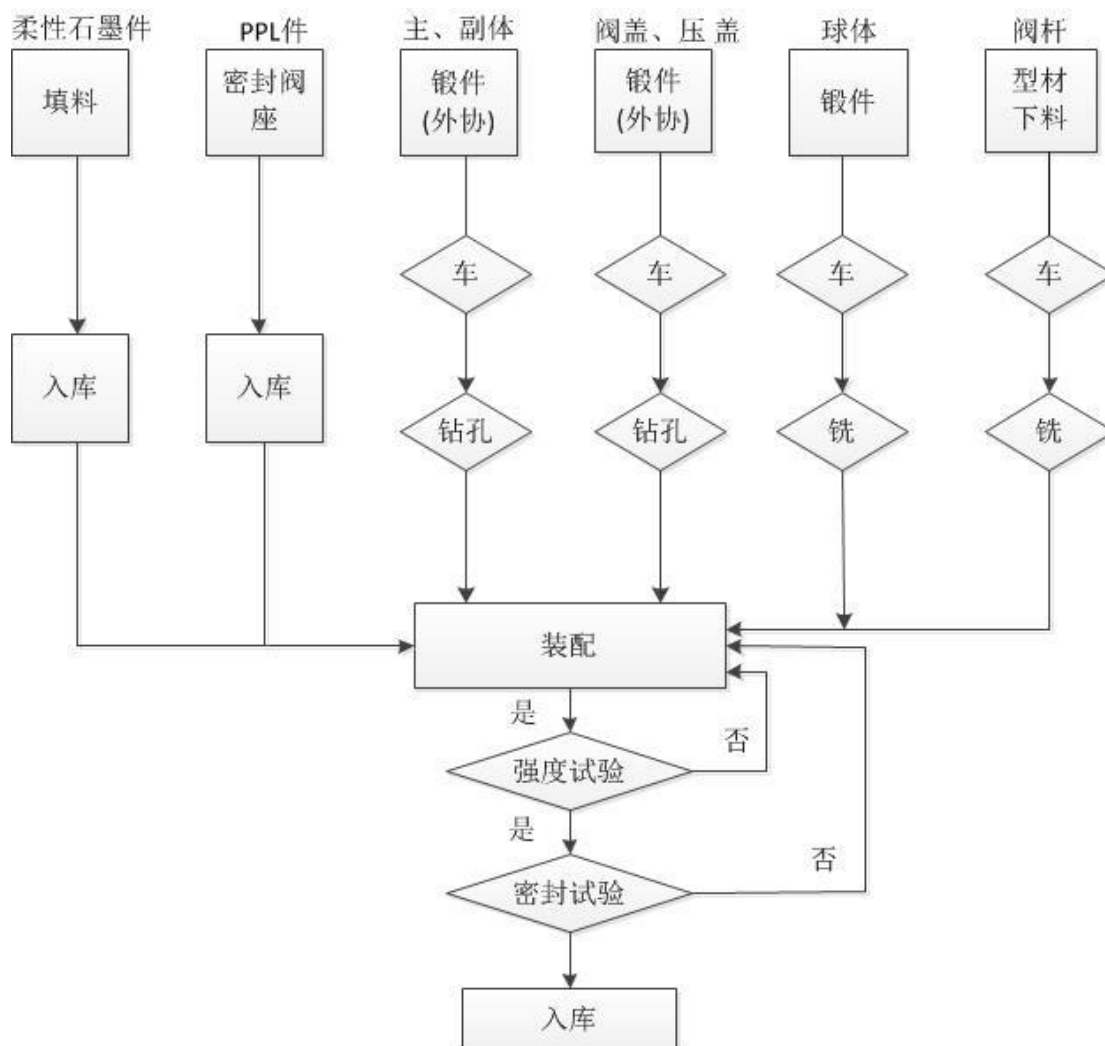 柔性石墨件
PPL件
主、副体
阀盖、压 盖
球体
阀杆
填料
密封阀
座
锻件
(外协)
锻件
(外协)
锻件
型材
下料
车
车
车
车
入库
入库
钻孔
钻孔
铣
铣
装配
是
否
强度试验
是
否
密封试验
入库